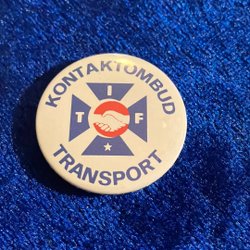 KONTAKTOMBUD
I
T F
TRANSPORT